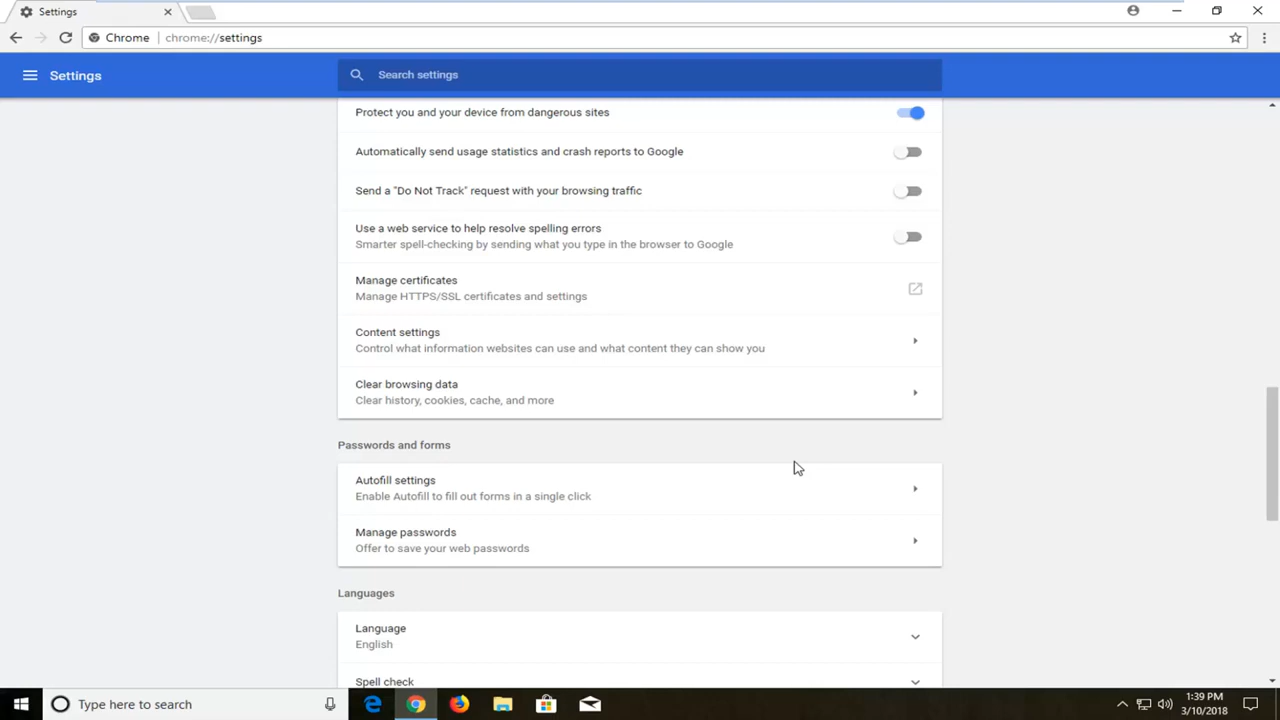 Settings
Chrome chrome://settings
Settings
Search settings
Protect you and your device from dangerous sites
Automatically send usage statistics and crash reports to Google
Send a "Do Not Track" request with your browsing traffic
Use a web service to help resolve spelling errors
Smarter spell-checking by sending what you type in the browser to Google
Manage certificates
Manage HTTPS/SSL certificates and settings
Content settings
Control what information websites can use and what content they can show you
Clear browsing data
Clear history, cookies, cache, and more
Passwords and forms
Autofill settings
Enable Autofill to fill out forms in a single click
Manage passwords
Offer to save your web passwords
Languages
Language
English
Spell check
Type here to search
1:39 PM
3/10/2018